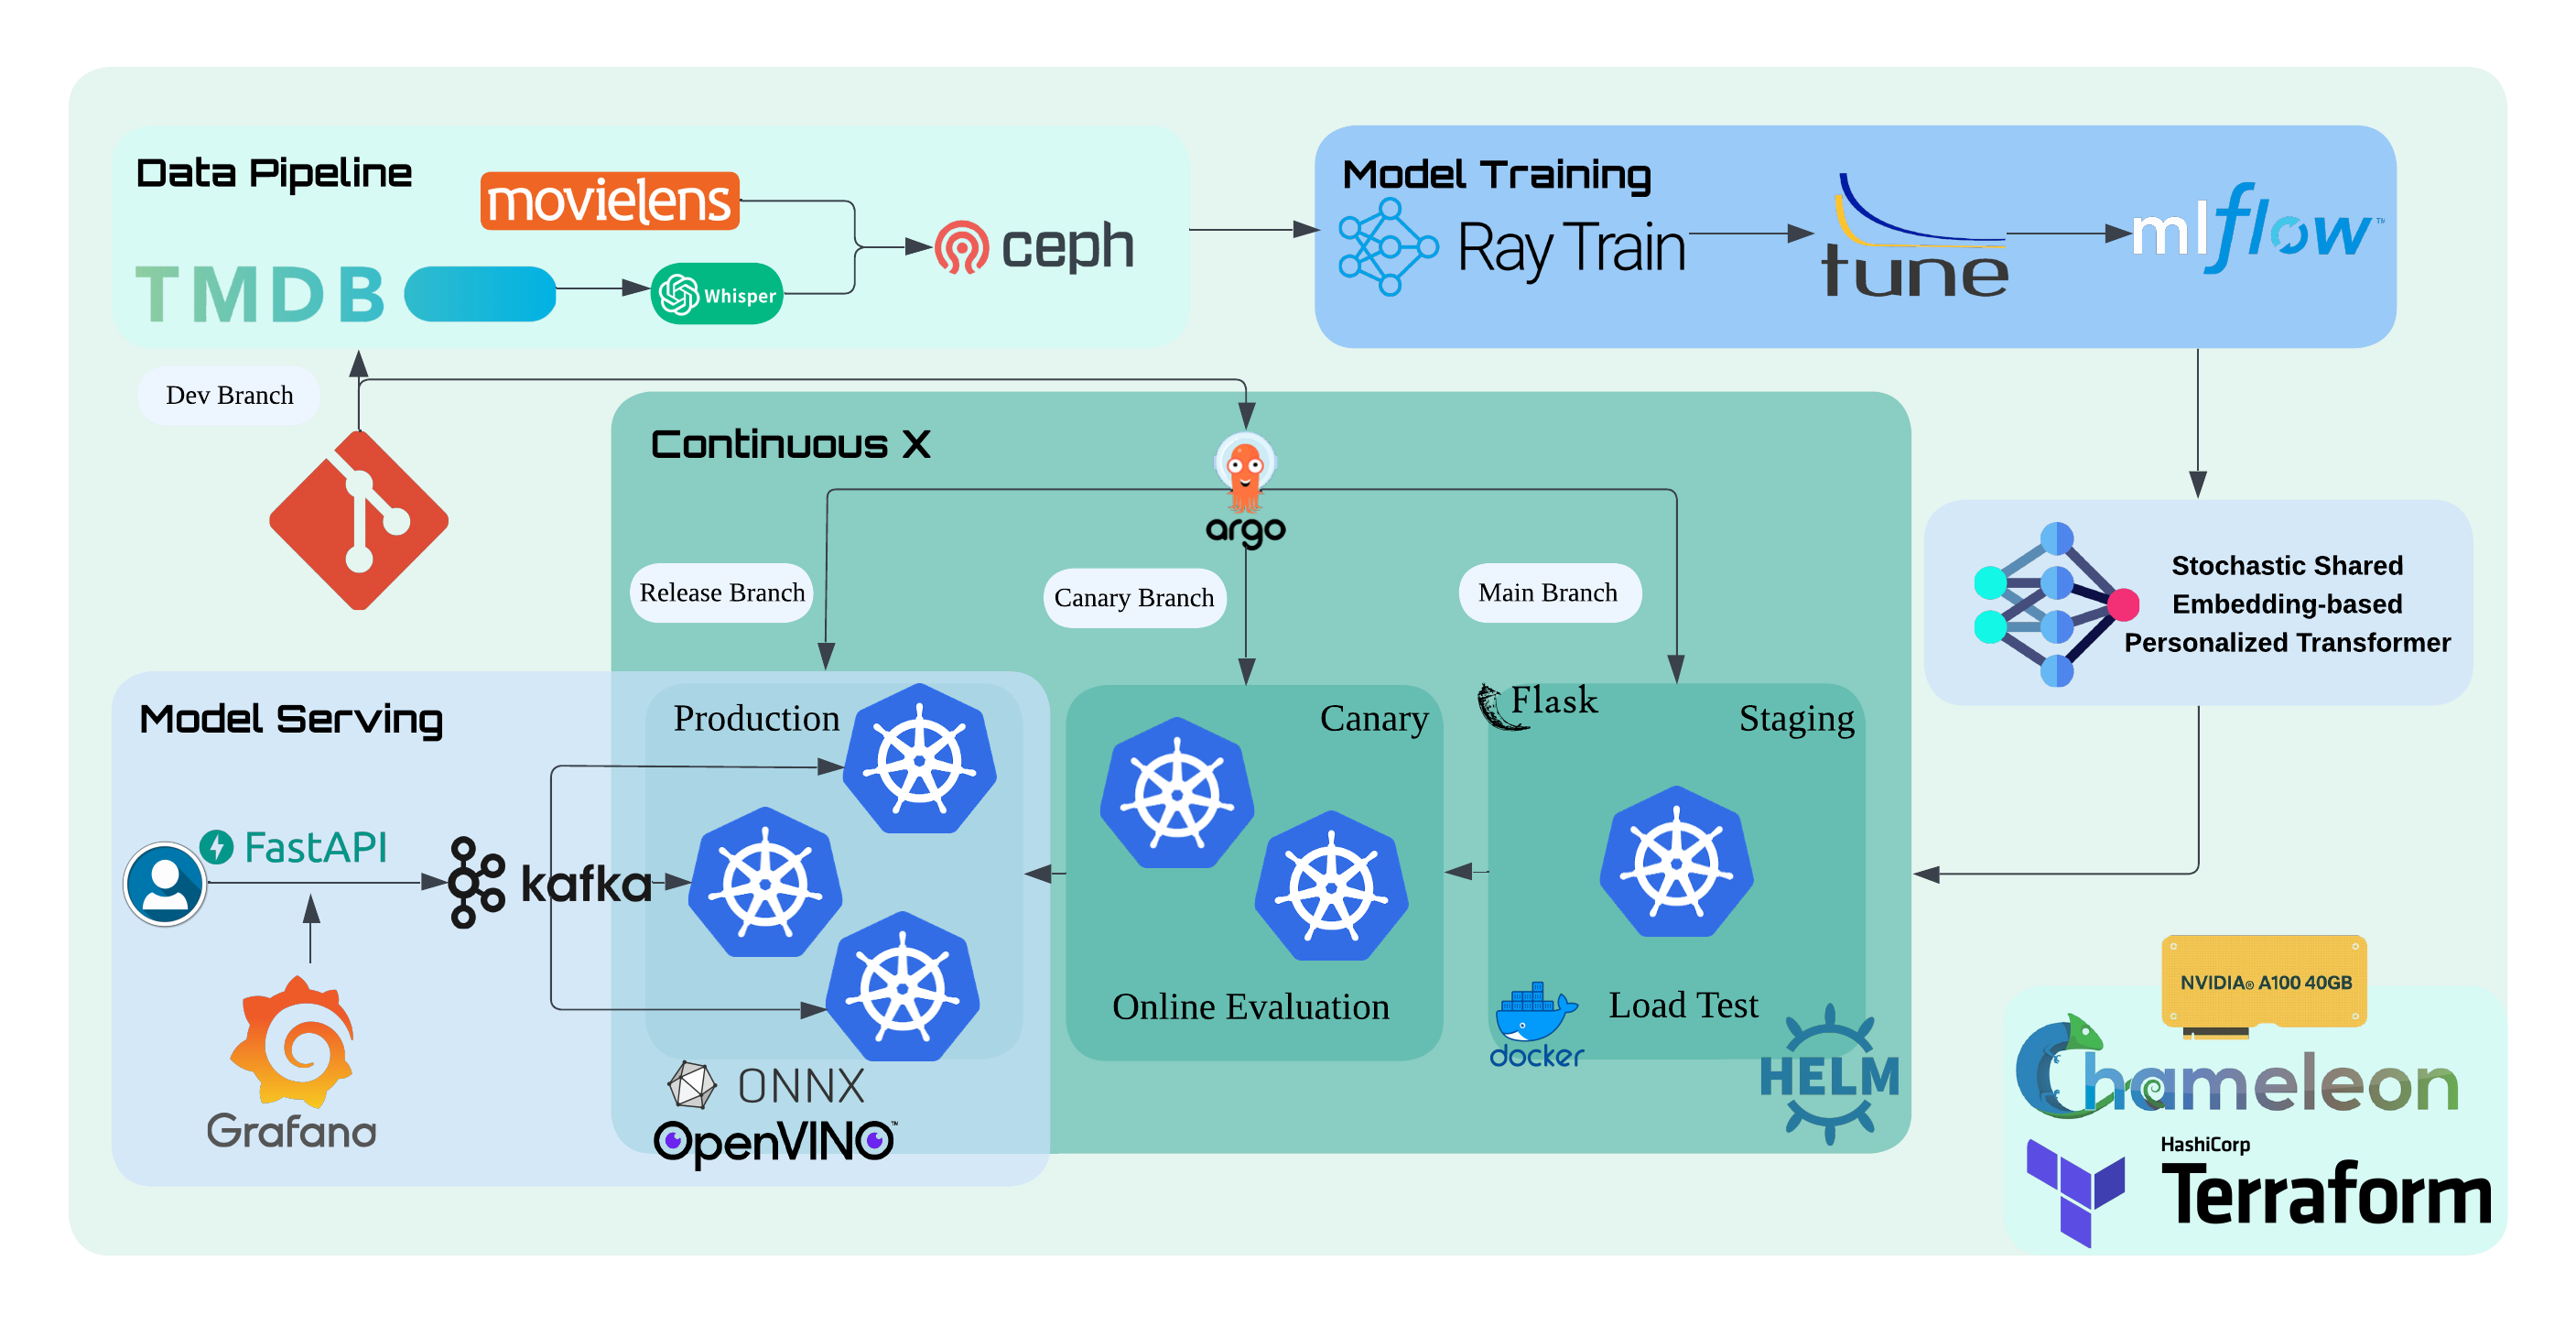 Data Pipeline
movielens
TMDB
Whisper
ceph
Model Training
Ray Train
tune
mlflow™
Dev Branch
Continuous X
argo
Release Branch
Canary Branch
Main Branch
Stochastic Shared
Embedding-based
Personalized Transformer
Model Serving
Production
Canary
Flask
Staging
FastAPI
kafka
Online Evaluation
Load Test
docker
HELM
Grafana
ONNX
OpenVINO™
NVIDIA® A100 40GB
Chameleon
HashiCorp
Terraform